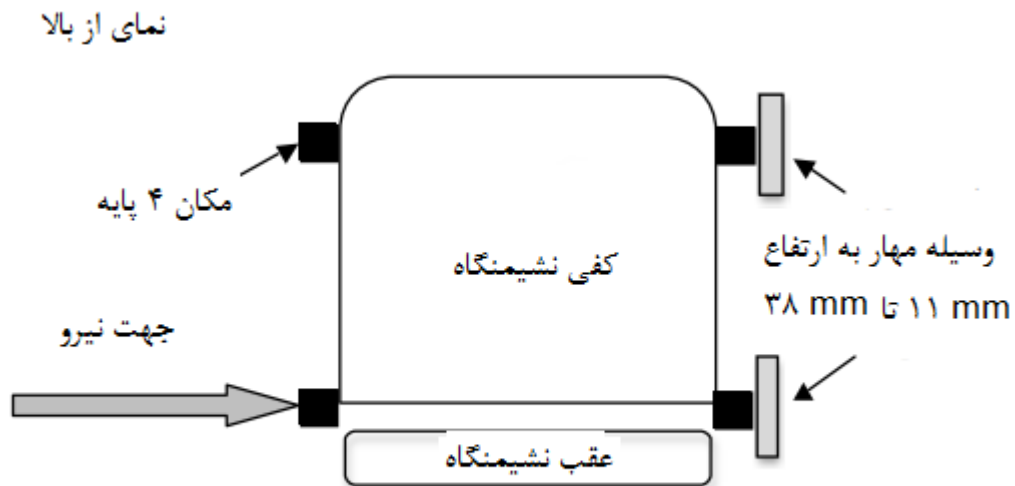 نمای از بالا
مکان ۴ پایه
کفی نشیمنگاه
وسیله مهار به ارتفاع
۱۱ mm تا ۳۸ mm
جهت نیرو
عقب نشیمنگاه